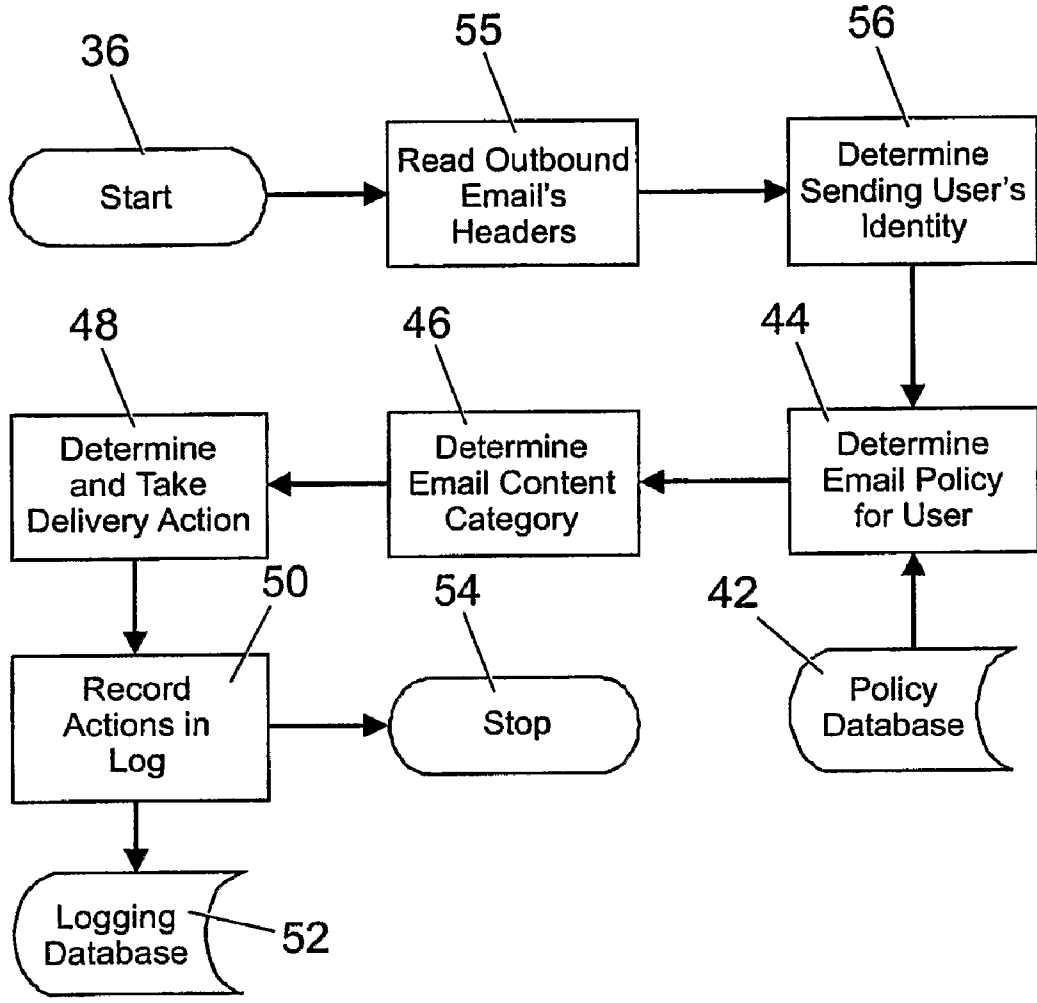 36
55
56
Start
Read Outbound
Email's
Headers
Determine
Sending User's
Identity
48
46
44
Determine
and Take
Delivery Action
Determine
Email Content
Category
Determine
Email Policy
for User
50
54
42
Record
Actions in
Log
Stop
Policy
Database
Logging
Database
52